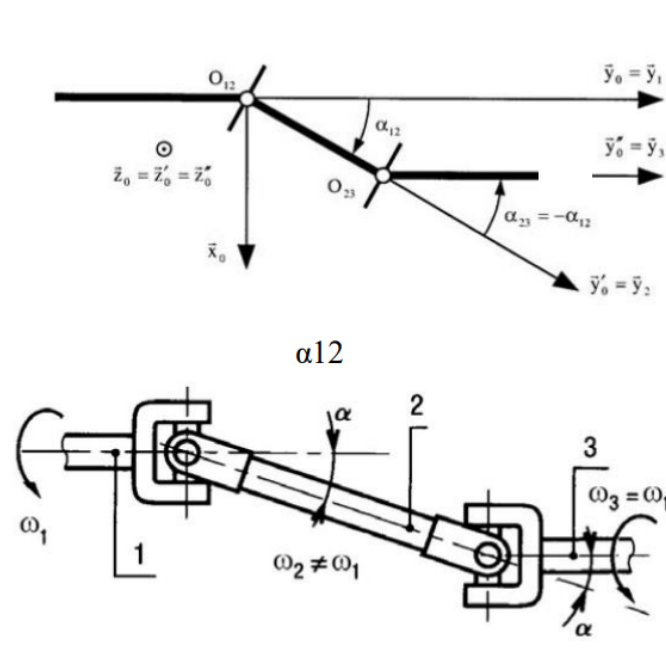 O₁₂
y⃗₀ = y⃗₁
α₁₂
z⃗₀ = z⃗₀′ = z⃗₀″
y⃗₀″ = y⃗₃
O₂₃
α₂₃ = −α₁₂
x⃗₀
y⃗₀′ = y⃗₂
α12
α
2
3
ω₁
ω₃ = ω₁
1
ω₂ ≠ ω₁
α